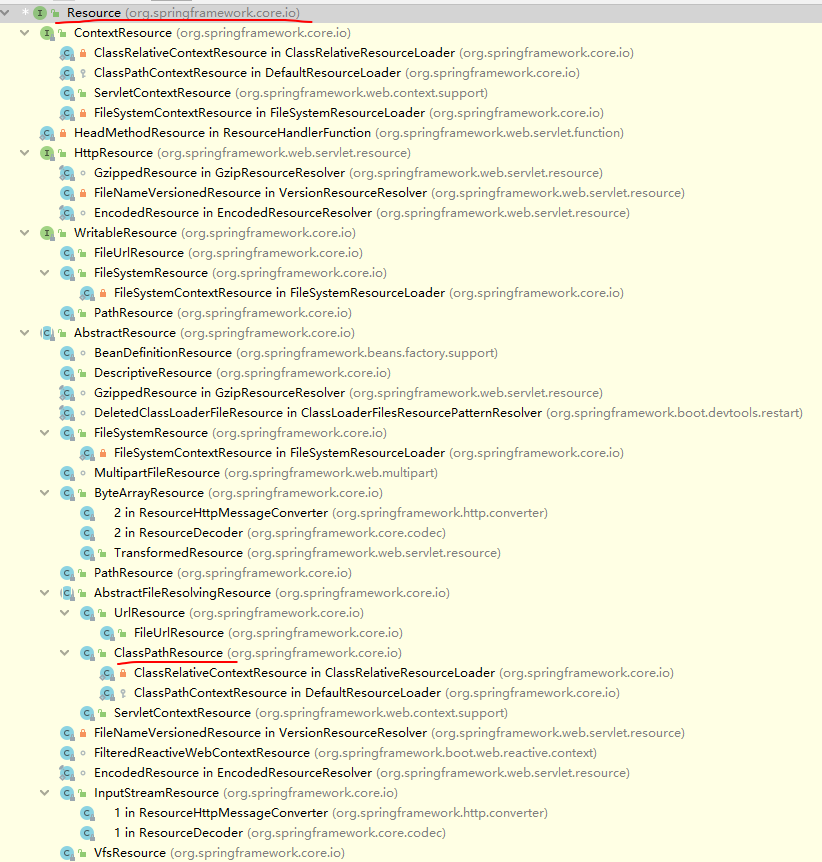 Resource (org.springframework.core.io)
ContextResource (org.springframework.core.io)
ClassRelativeContextResource in ClassRelativeResourceLoader (org.springframework.core.io)
ClassPathContextResource in DefaultResourceLoader (org.springframework.core.io)
ServletContextResource (org.springframework.web.context.support)
FileSystemContextResource in FileSystemResourceLoader (org.springframework.core.io)
HeadMethodResource in ResourceHandlerFunction (org.springframework.web.servlet.function)
HttpResource (org.springframework.web.servlet.resource)
GzippedResource in GzipResourceResolver (org.springframework.web.servlet.resource)
FileNameVersionedResource in VersionResourceResolver (org.springframework.web.servlet.resource)
EncodedResource in EncodedResourceResolver (org.springframework.web.servlet.resource)
WritableResource (org.springframework.core.io)
FileUrlResource (org.springframework.core.io)
FileSystemResource (org.springframework.core.io)
FileSystemContextResource in FileSystemResourceLoader (org.springframework.core.io)
PathResource (org.springframework.core.io)
AbstractResource (org.springframework.core.io)
BeanDefinitionResource (org.springframework.beans.factory.support)
DescriptiveResource (org.springframework.core.io)
GzippedResource in GzipResourceResolver (org.springframework.web.servlet.resource)
DeletedClassLoaderFileResource in ClassLoaderFilesResourcePatternResolver (org.springframework.boot.devtools.restart)
FileSystemResource (org.springframework.core.io)
FileSystemContextResource in FileSystemResourceLoader (org.springframework.core.io)
MultipartFileResource (org.springframework.web.multipart)
ByteArrayResource (org.springframework.core.io)
2 in ResourceHttpMessageConverter (org.springframework.http.converter)
2 in ResourceDecoder (org.springframework.core.codec)
TransformedResource (org.springframework.web.servlet.resource)
PathResource (org.springframework.core.io)
AbstractFileResolvingResource (org.springframework.core.io)
UrlResource (org.springframework.core.io)
FileUrlResource (org.springframework.core.io)
ClassPathResource (org.springframework.core.io)
ClassRelativeContextResource in ClassRelativeResourceLoader (org.springframework.core.io)
ClassPathContextResource in DefaultResourceLoader (org.springframework.core.io)
ServletContextResource (org.springframework.web.context.support)
FileNameVersionedResource in VersionResourceResolver (org.springframework.web.servlet.resource)
FilteredReactiveWebContextResource (org.springframework.boot.web.reactive.context)
EncodedResource in EncodedResourceResolver (org.springframework.web.servlet.resource)
InputStreamResource (org.springframework.core.io)
1 in ResourceHttpMessageConverter (org.springframework.http.converter)
1 in ResourceDecoder (org.springframework.core.codec)
VfsResource (org.springframework.core.io)